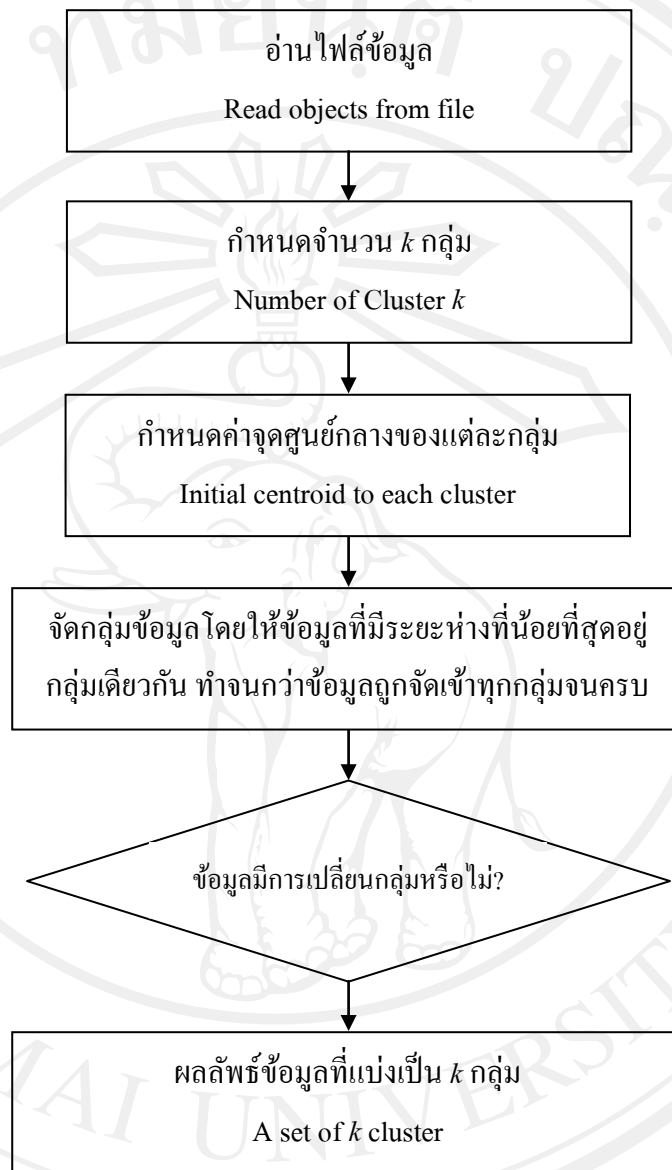 อ่านไฟล์ข้อมูล
Read objects from file
กำหนดจำนวน k กลุ่ม
Number of Cluster k
กำหนดค่าจุดศูนย์กลางของแต่ละกลุ่ม
Initial centroid to each cluster
จัดกลุ่มข้อมูลโดยให้ข้อมูลที่มีระยะห่างที่น้อยที่สุดอยู่
กลุ่มเดียวกัน ทำจนกว่าข้อมูลถูกจัดเข้าทุกกลุ่มจนครบ
ข้อมูลมีการเปลี่ยนกลุ่มหรือไม่?
ผลลัพธ์ข้อมูลที่แบ่งเป็น k กลุ่ม
A set of k cluster